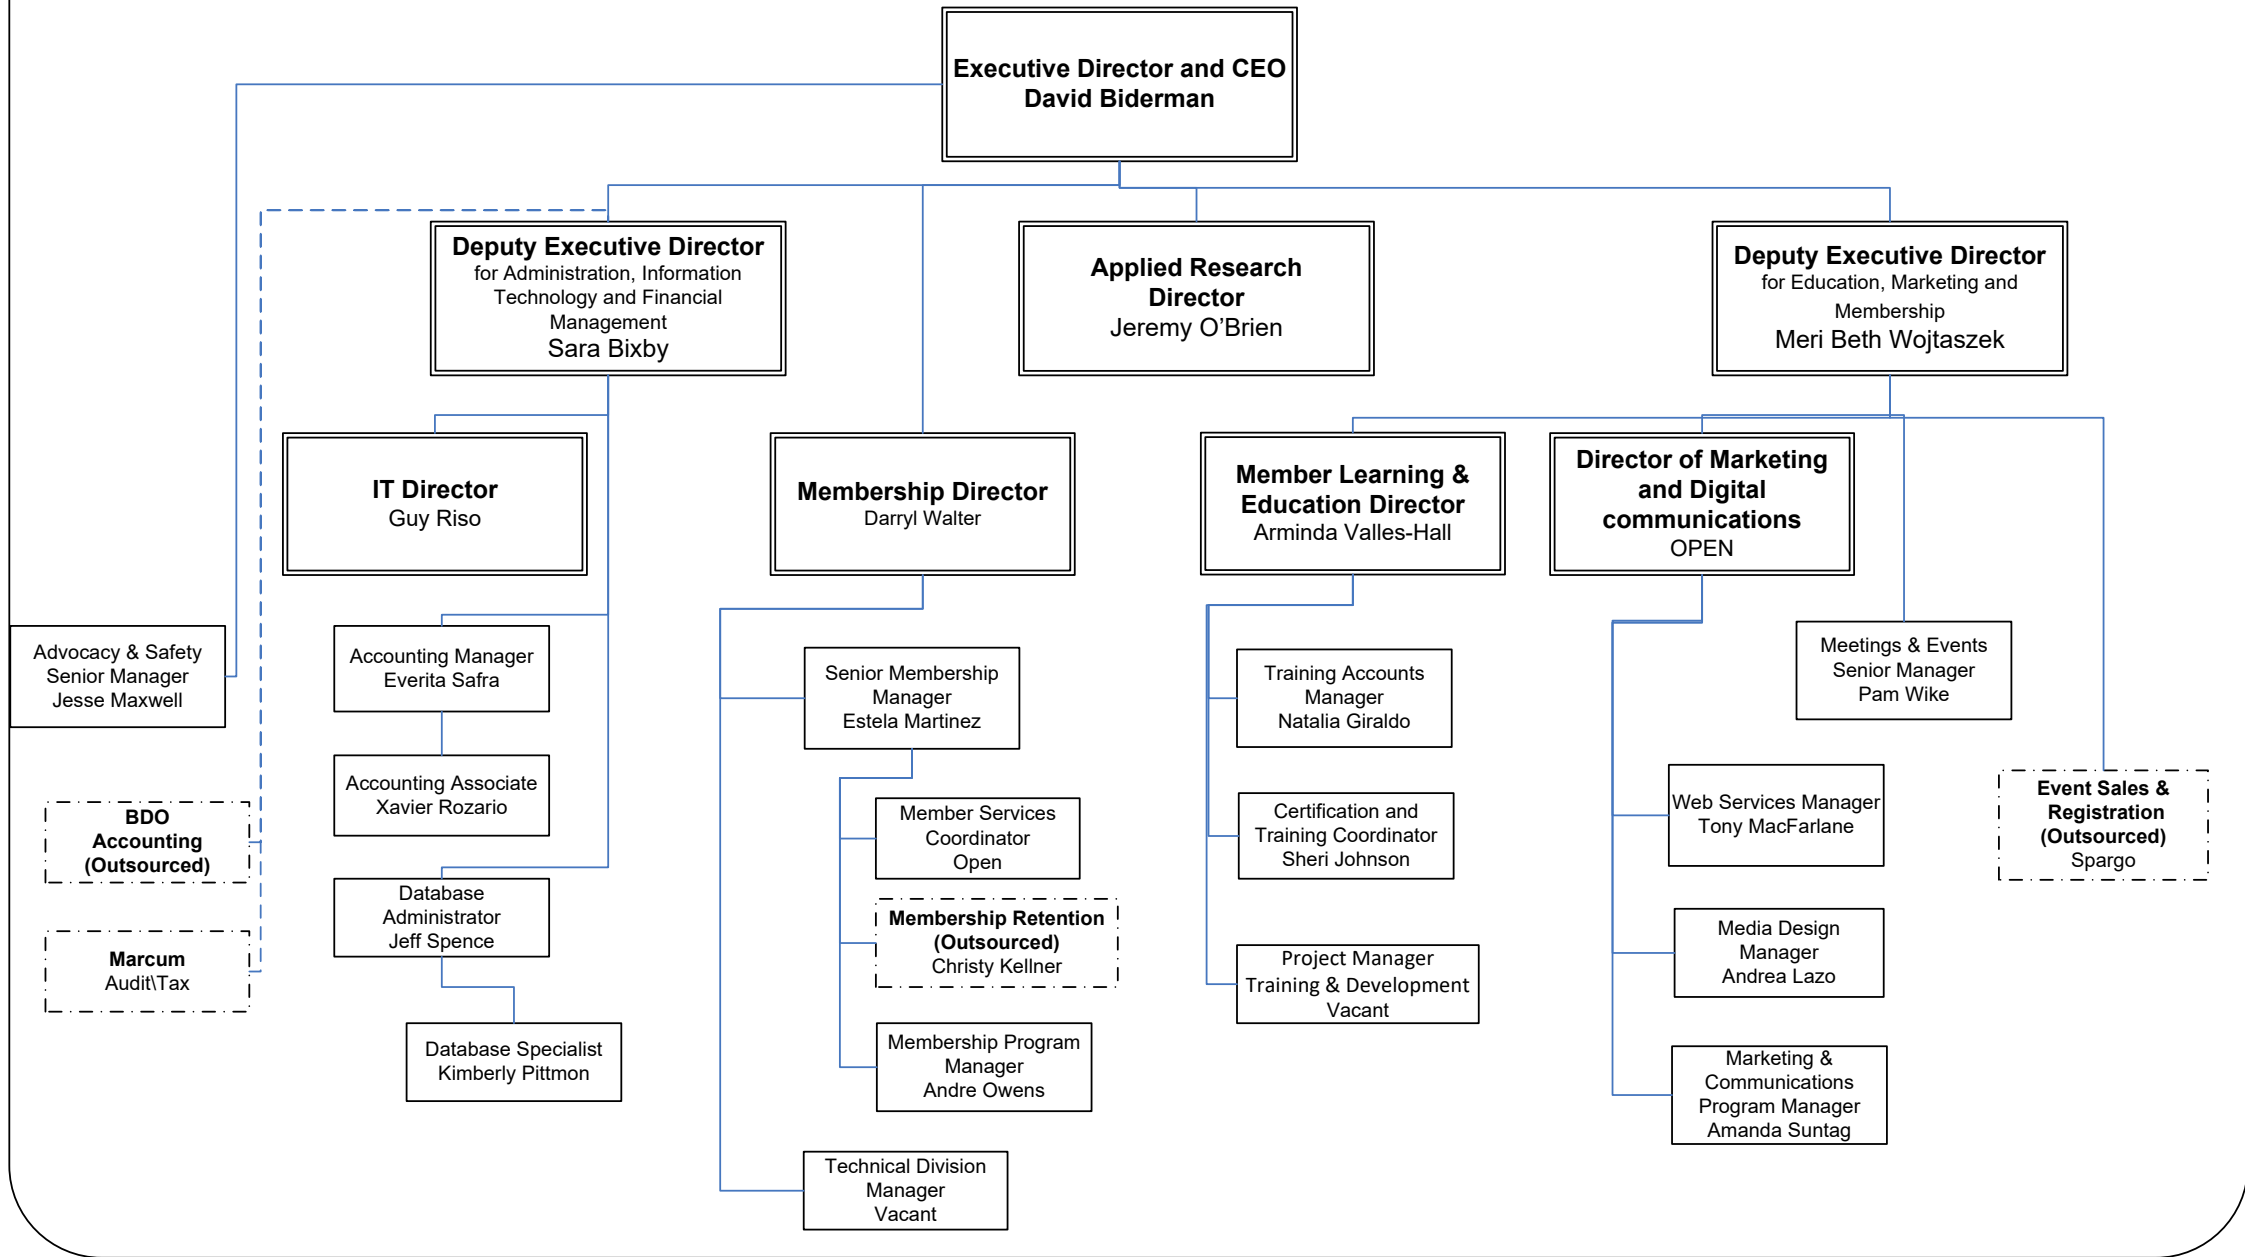 Executive Director and CEO
David Biderman
Deputy Executive Director
for Administration, Information
Technology and Financial
Management
Sara Bixby
Applied Research
Director
Jeremy O’Brien
Deputy Executive Director
for Education, Marketing and
Membership
Meri Beth Wojtaszek
IT Director
Guy Riso
Membership Director
Darryl Walter
Member Learning &
Education Director
Arminda Valles-Hall
Director of Marketing
and Digital
communications
OPEN
Advocacy & Safety
Senior Manager
Jesse Maxwell
Accounting Manager
Everita Safra
Senior Membership
Manager
Estela Martinez
Training Accounts
Manager
Natalia Giraldo
Meetings & Events
Senior Manager
Pam Wike
Accounting Associate
Xavier Rozario
BDO
Accounting
(Outsourced)
Member Services
Coordinator
Open
Certification and
Training Coordinator
Sheri Johnson
Web Services Manager
Tony MacFarlane
Event Sales &
Registration
(Outsourced)
Spargo
Database
Administrator
Jeff Spence
Membership Retention
(Outsourced)
Christy Kellner
Marcum
Audit\Tax
Project Manager
Training & Development
Vacant
Media Design
Manager
Andrea Lazo
Database Specialist
Kimberly Pittmon
Membership Program
Manager
Andre Owens
Marketing &
Communications
Program Manager
Amanda Suntag
Technical Division
Manager
Vacant